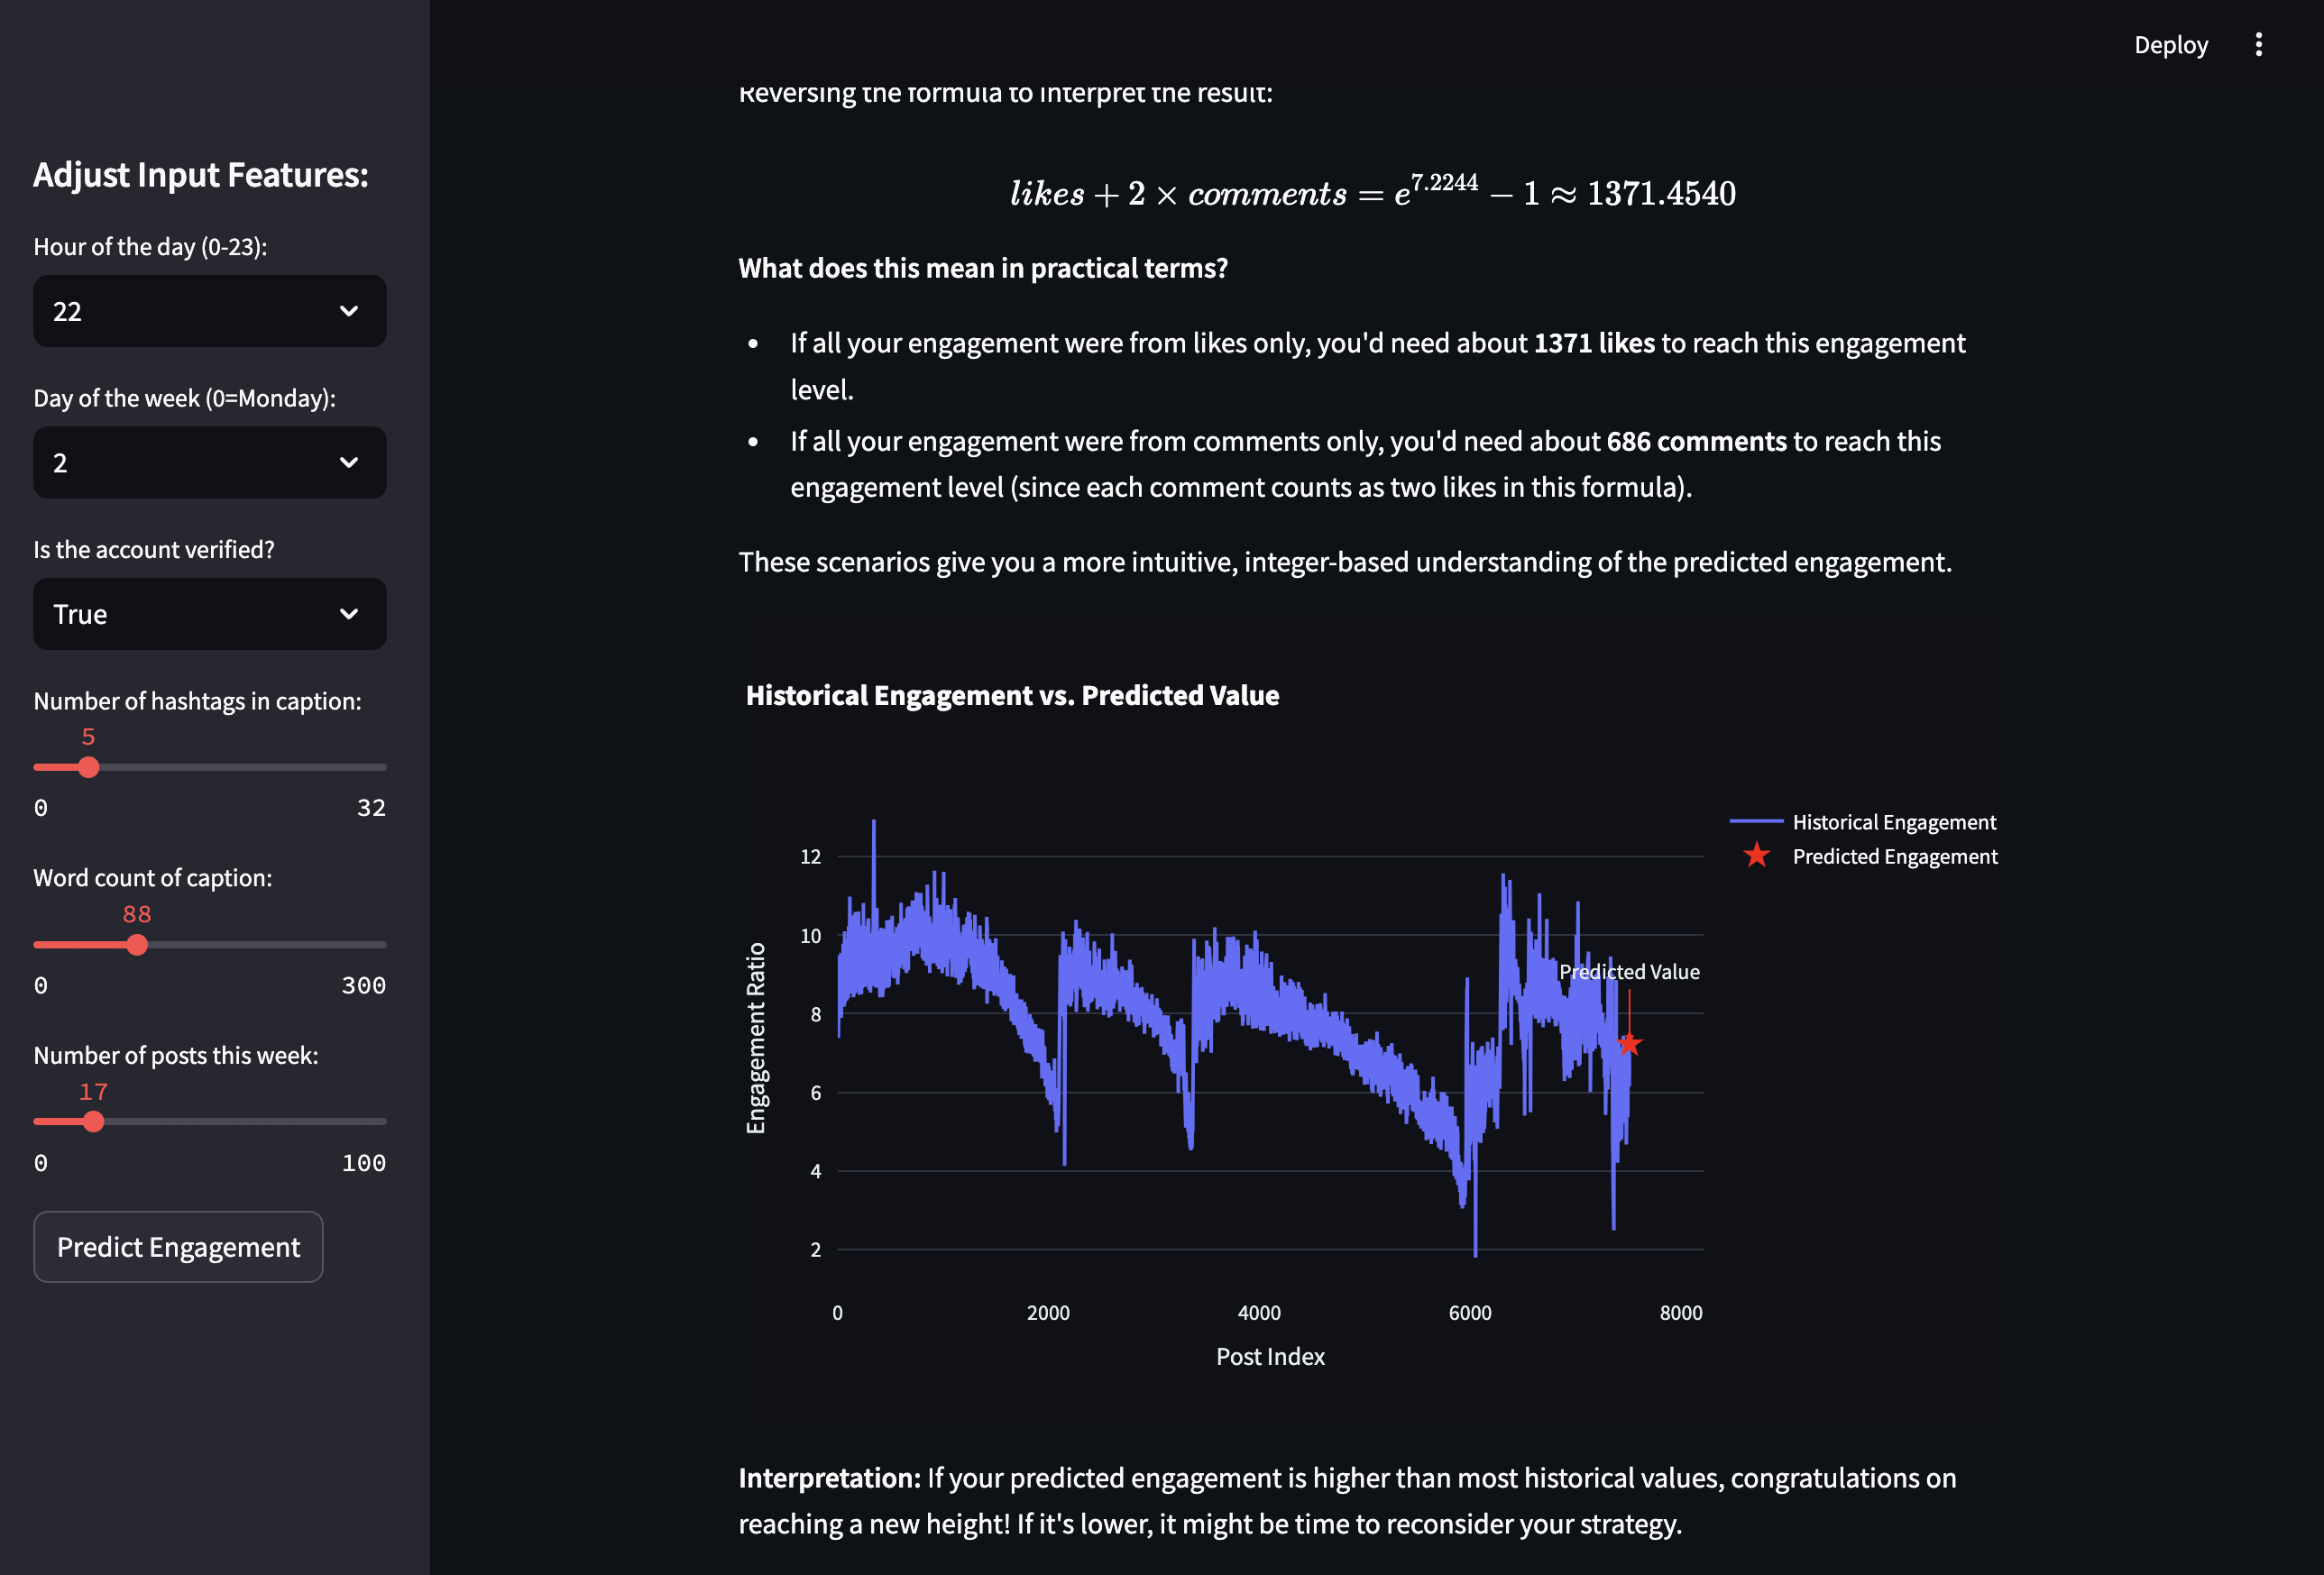 Deploy
Adjust Input Features:
Hour of the day (0-23):
22
Day of the week (0=Monday):
2
Is the account verified?
True
Number of hashtags in caption:
5
0 32
Word count of caption:
88
0 300
Number of posts this week:
17
0 100
Predict Engagement
Reversing the formula to interpret the result:
likes + 2 × comments = e^7.2244 − 1 ≈ 1371.4540
What does this mean in practical terms?
• If all your engagement were from likes only, you'd need about 1371 likes to reach this engagement
level.
• If all your engagement were from comments only, you'd need about 686 comments to reach this
engagement level (since each comment counts as two likes in this formula).
These scenarios give you a more intuitive, integer-based understanding of the predicted engagement.
Historical Engagement vs. Predicted Value
Historical Engagement
Predicted Engagement
Predicted Value
Engagement Ratio
12
10
8
6
4
2
0 2000 4000 6000 8000
Post Index
Interpretation: If your predicted engagement is higher than most historical values, congratulations on
reaching a new height! If it's lower, it might be time to reconsider your strategy.